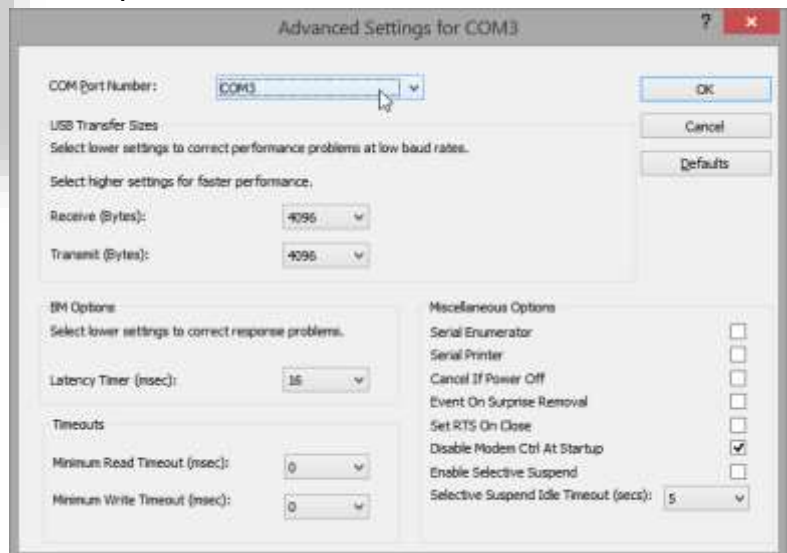 Advanced Settings for COM3
?
COM Port Number:
COM3
OK
USB Transfer Sizes
Cancel
Select lower settings to correct performance problems at low baud rates.
Defaults
Select higher settings for faster performance.
Receive (Bytes):
4096
Transmit (Bytes):
4096
BM Options
Miscellaneous Options
Select lower settings to correct response problems.
Serial Enumerator
Serial Printer
Latency Timer (msec):
16
Cancel If Power Off
Event On Surprise Removal
Timeouts
Set RTS On Close
Disable Modem Ctrl At Startup
Minimum Read Timeout (msec):
0
Enable Selective Suspend
Selective Suspend Idle Timeout (secs):
5
Minimum Write Timeout (msec):
0